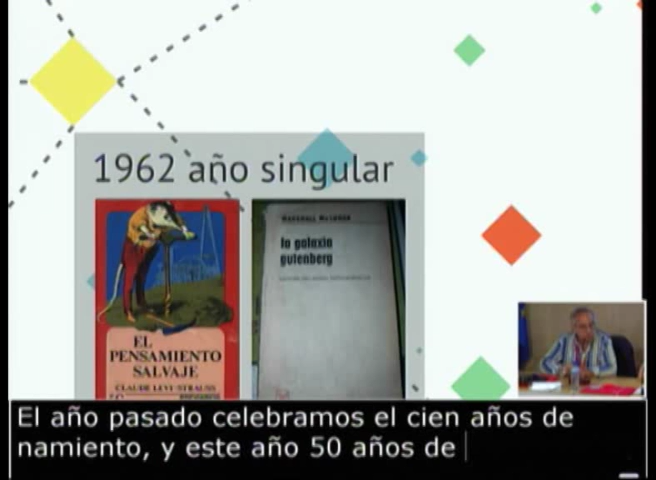 1962 año singular
EL
PENSAMIENTO
SALVAJE
CLAUDE LEVI-STRAUSS
la galaxia
gutenberg
El año pasado celebramos el cien años de
namiento, y este año 50 años de